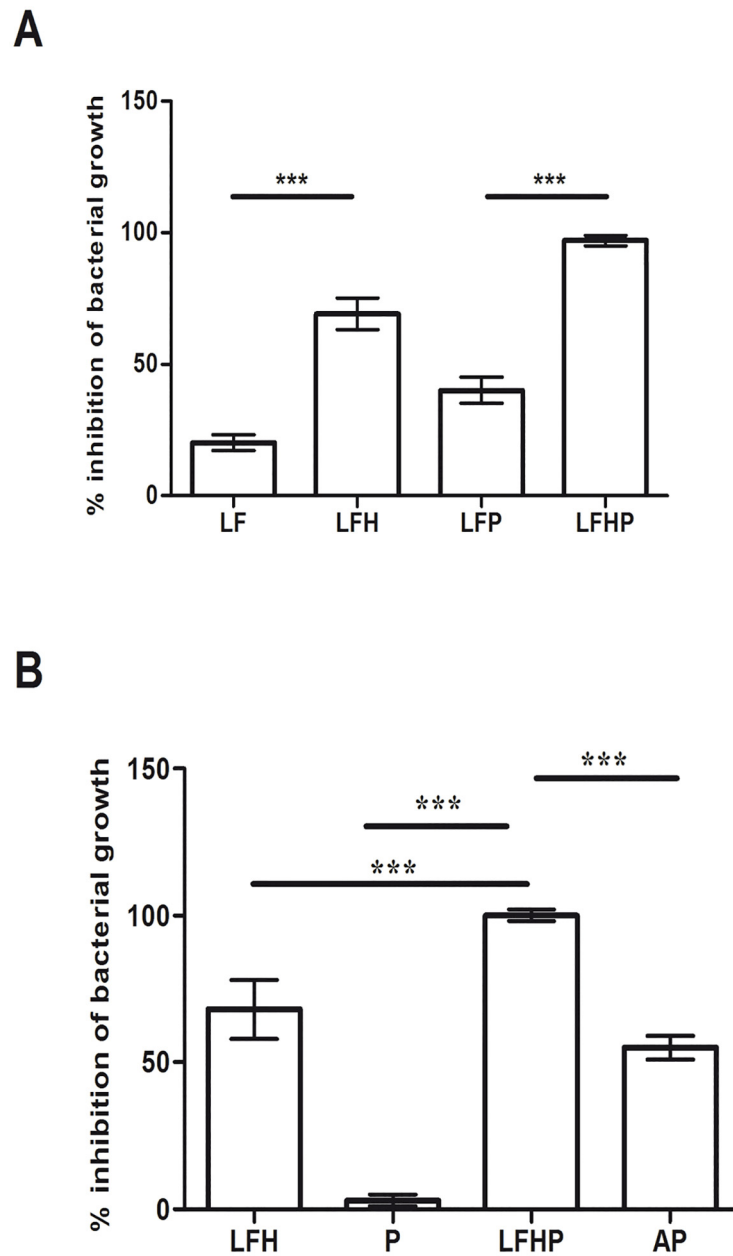 A
% inhibition of bacterial growth
150
100
50
0
***
***
LF LFH LFP LFHP
B
% inhibition of bacterial growth
150
100
50
0
***
***
***
LFH P LFHP AP